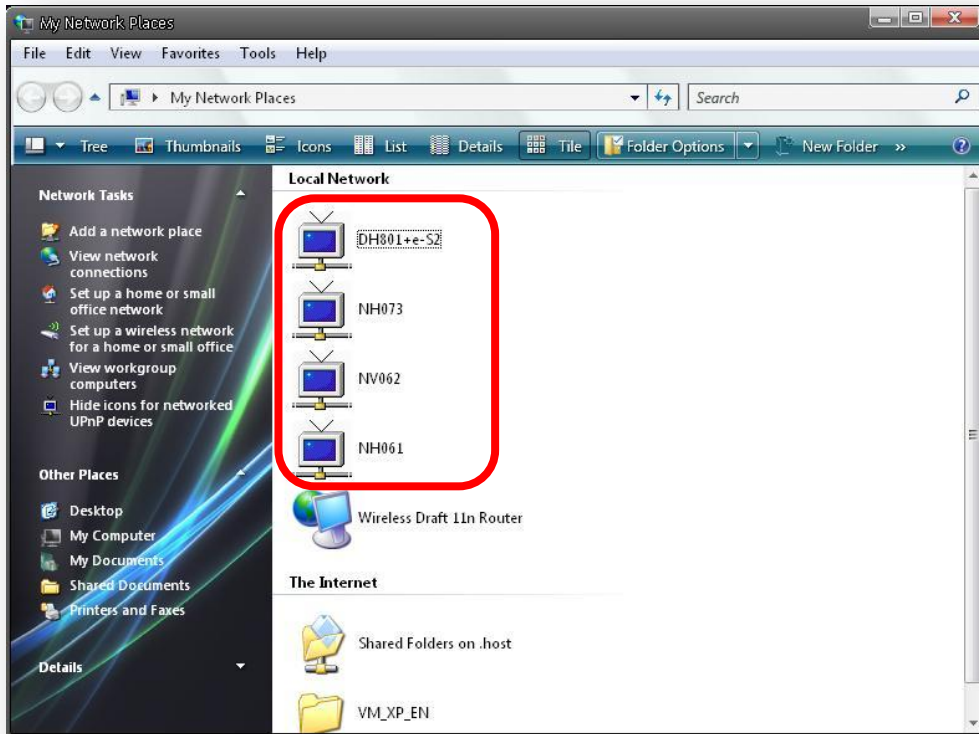 My Network Places
File Edit View Favorites Tools Help
My Network Places Search
Tree Thumbnails Icons List Details Tile Folder Options New Folder »
Network Tasks
Add a network place
View network
connections
Set up a home or small
office network
Set up a wireless network
for a home or small office
View workgroup
computers
Hide icons for networked
UPnP devices
Other Places
Desktop
My Computer
My Documents
Shared Documents
Printers and Faxes
Details
Local Network
DH801+e-S2
NH073
NV062
NH061
Wireless Draft 11n Router
The Internet
Shared Folders on .host
VM_XP_EN